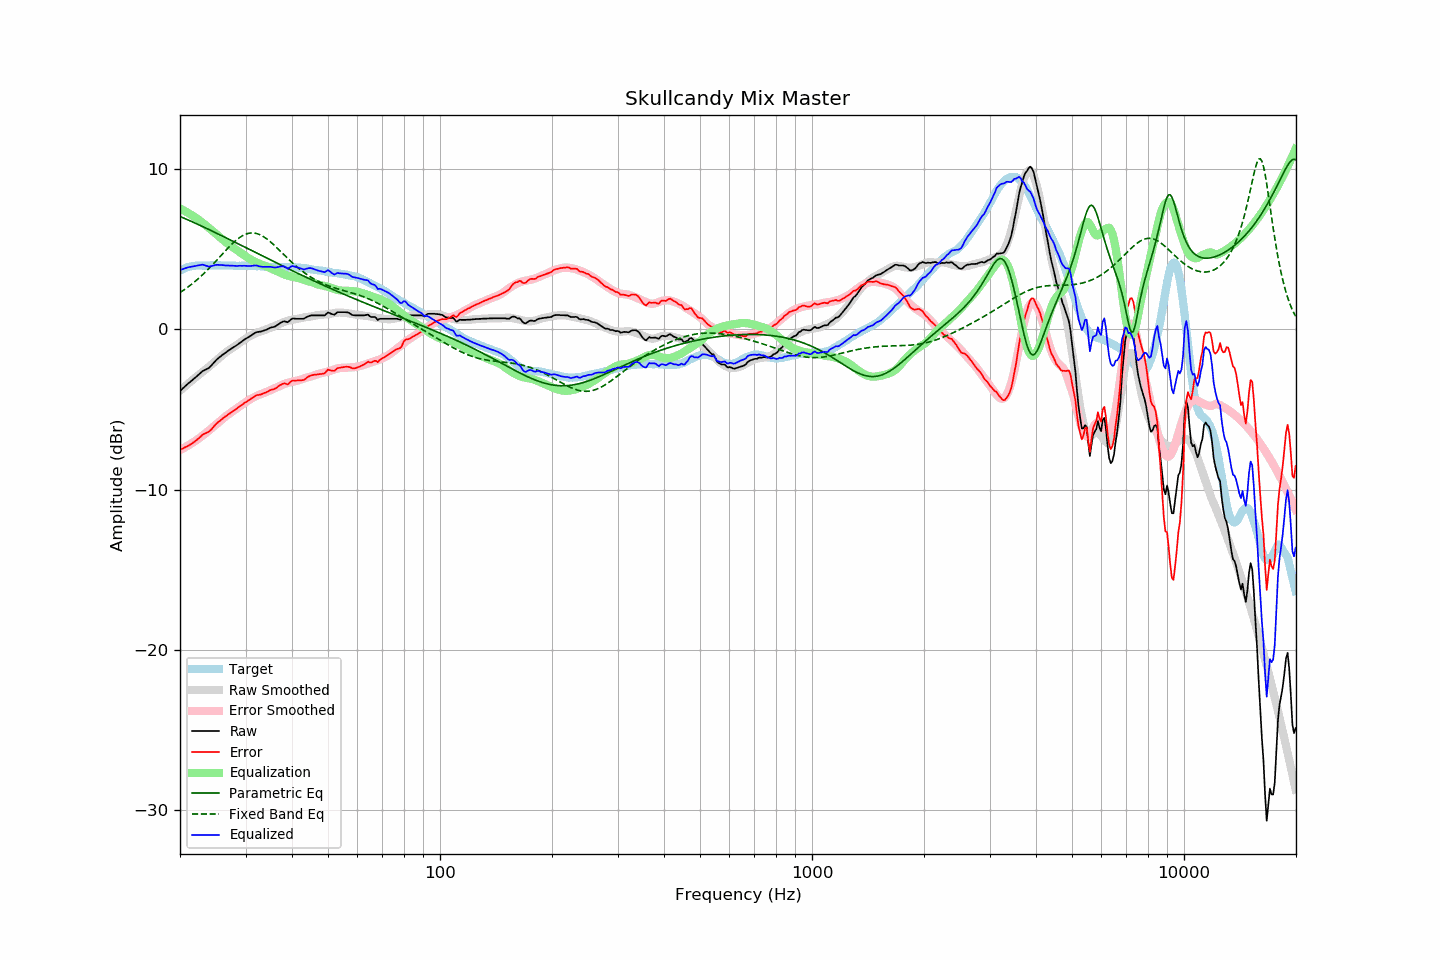 Skullcandy Mix Master
Amplitude (dBr)
10
0
−10
−20
−30
Target
Raw Smoothed
Error Smoothed
Raw
Error
Equalization
Parametric Eq
Fixed Band Eq
Equalized
100
1000
10000
Frequency (Hz)